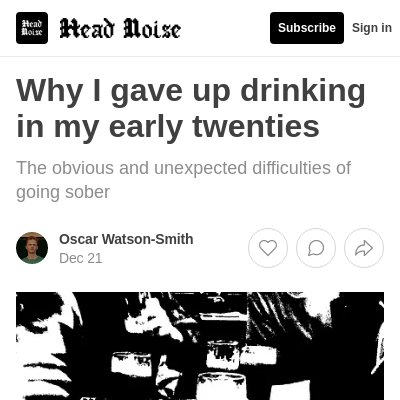 Head
Noise
Head Noise
Subscribe
Sign in
Why I gave up drinking
in my early twenties
The obvious and unexpected difficulties of
going sober
Oscar Watson-Smith
Dec 21